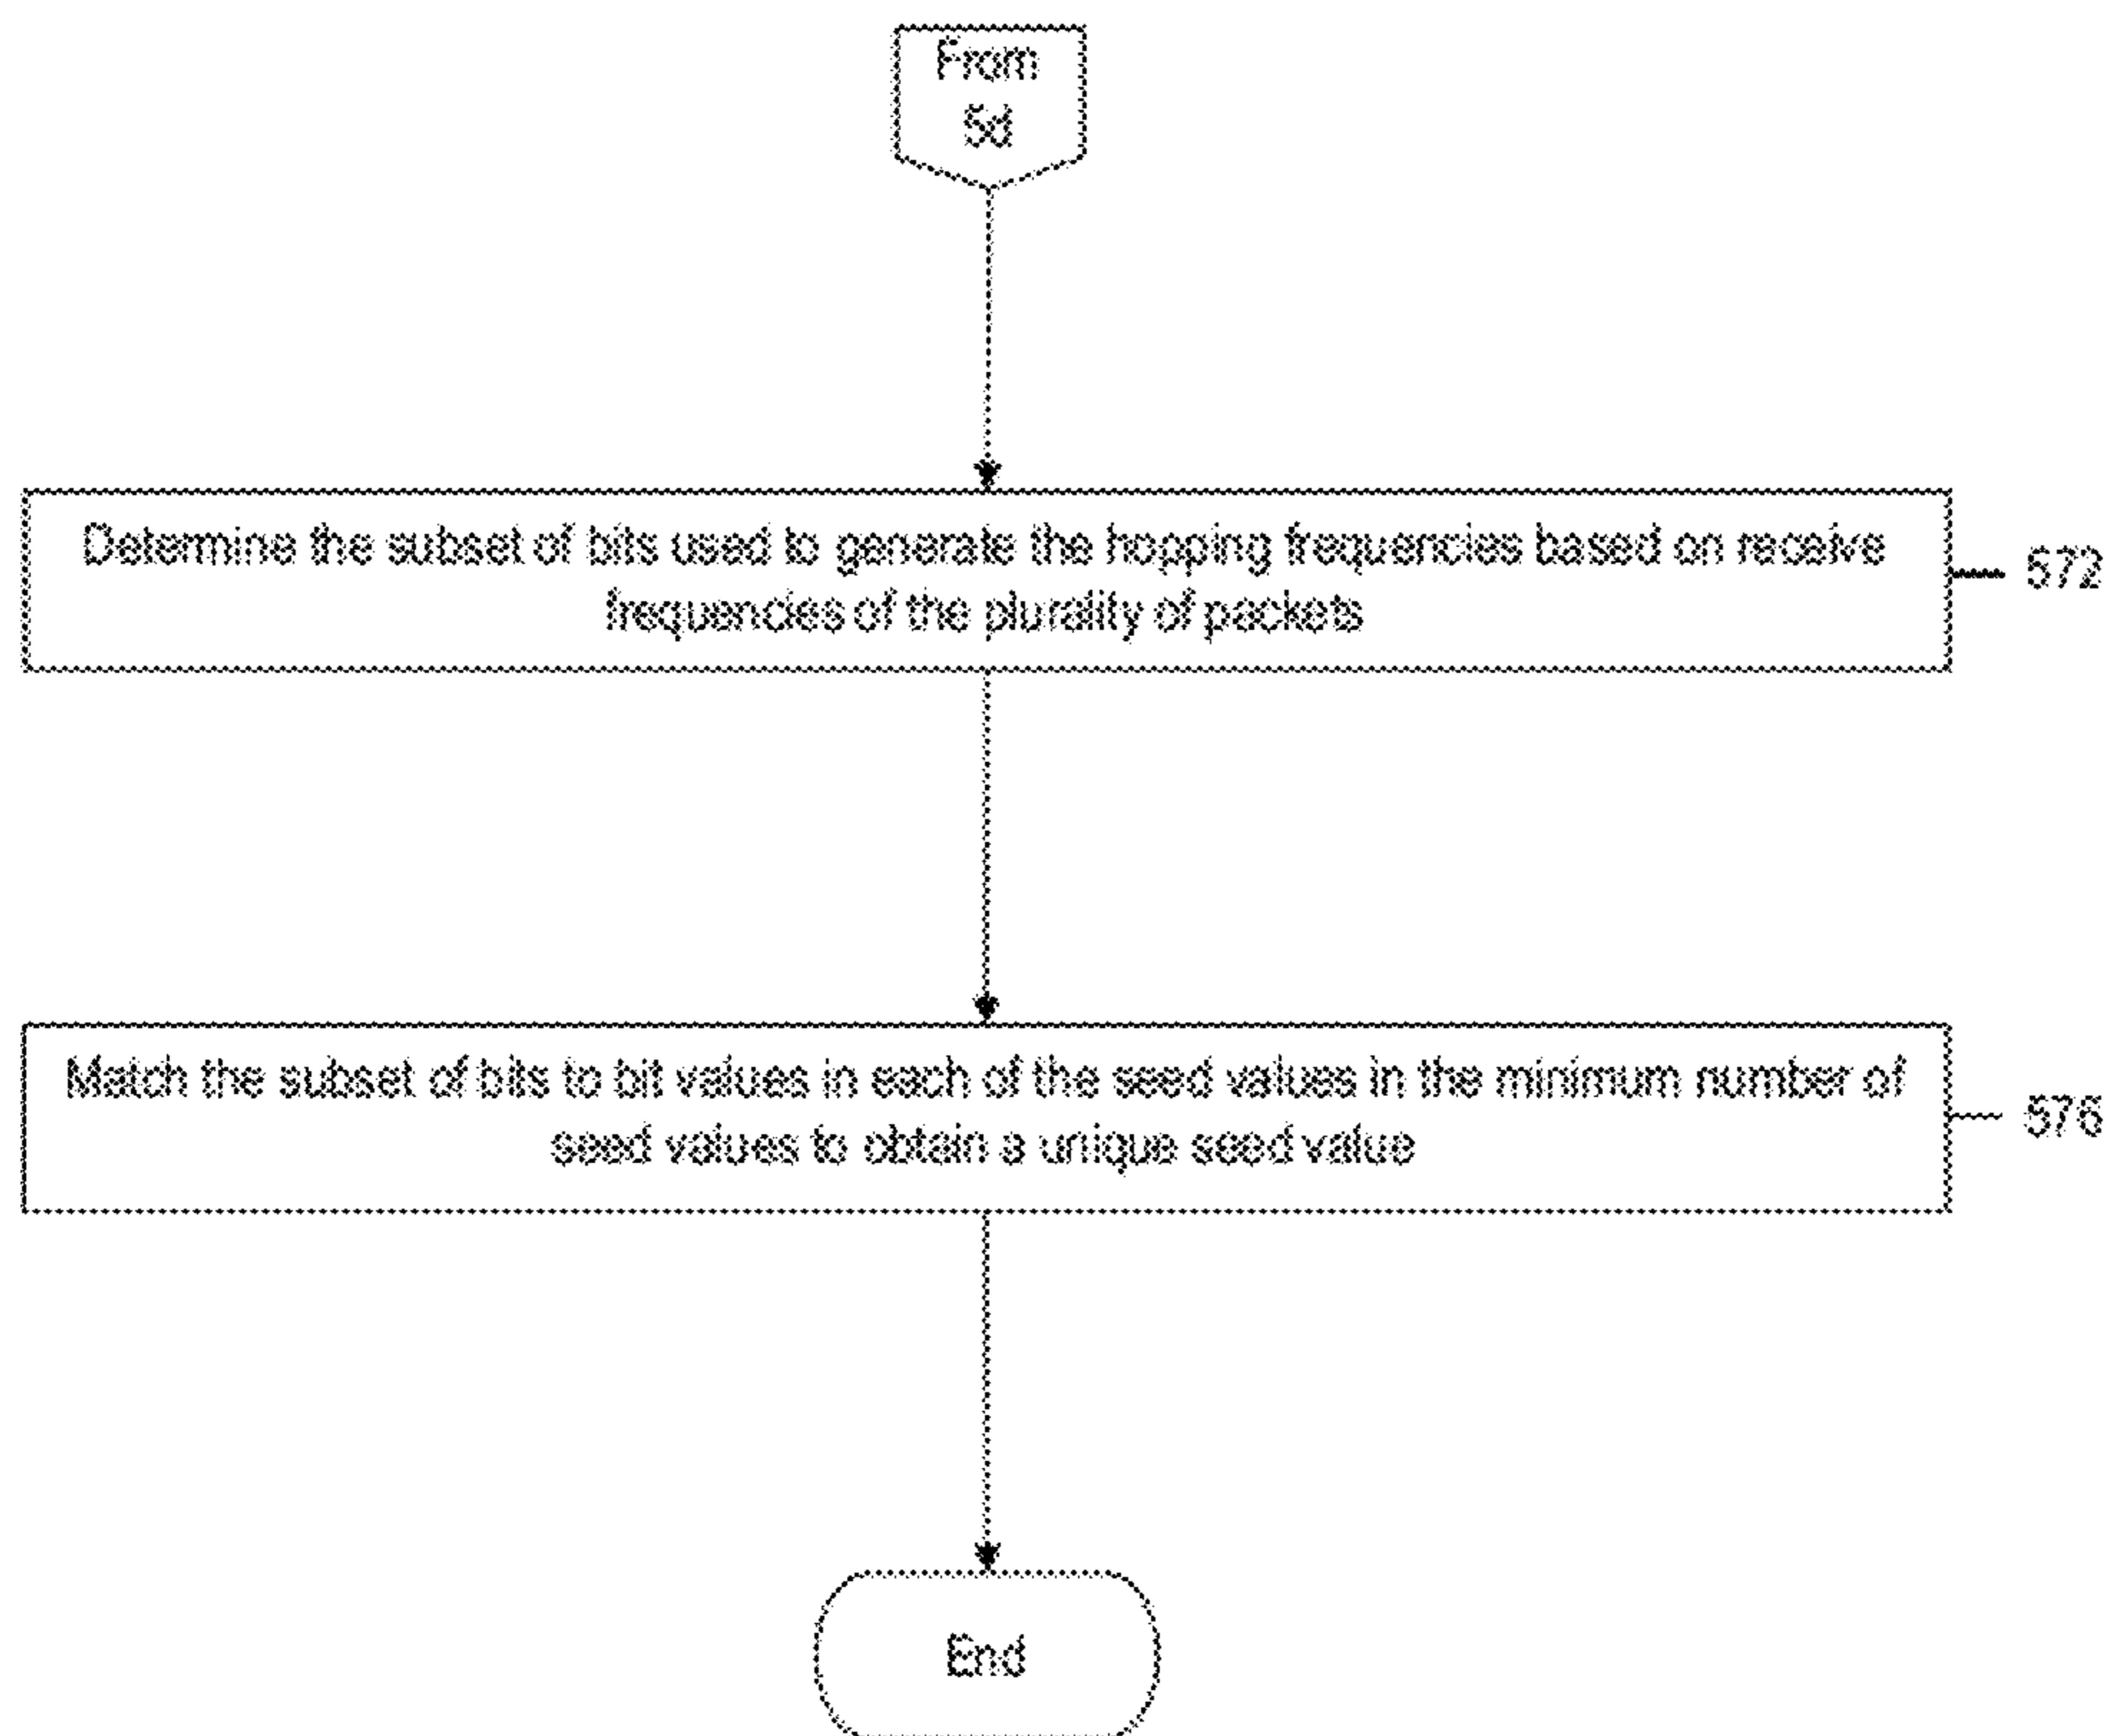 From
5d
Determine the subset of bits used to generate the hopping frequencies based on receive
frequencies of the plurality of packets
572
Match the subset of bits to bit values in each of the seed values in the minimum number of
seed values to obtain a unique seed value
576
End